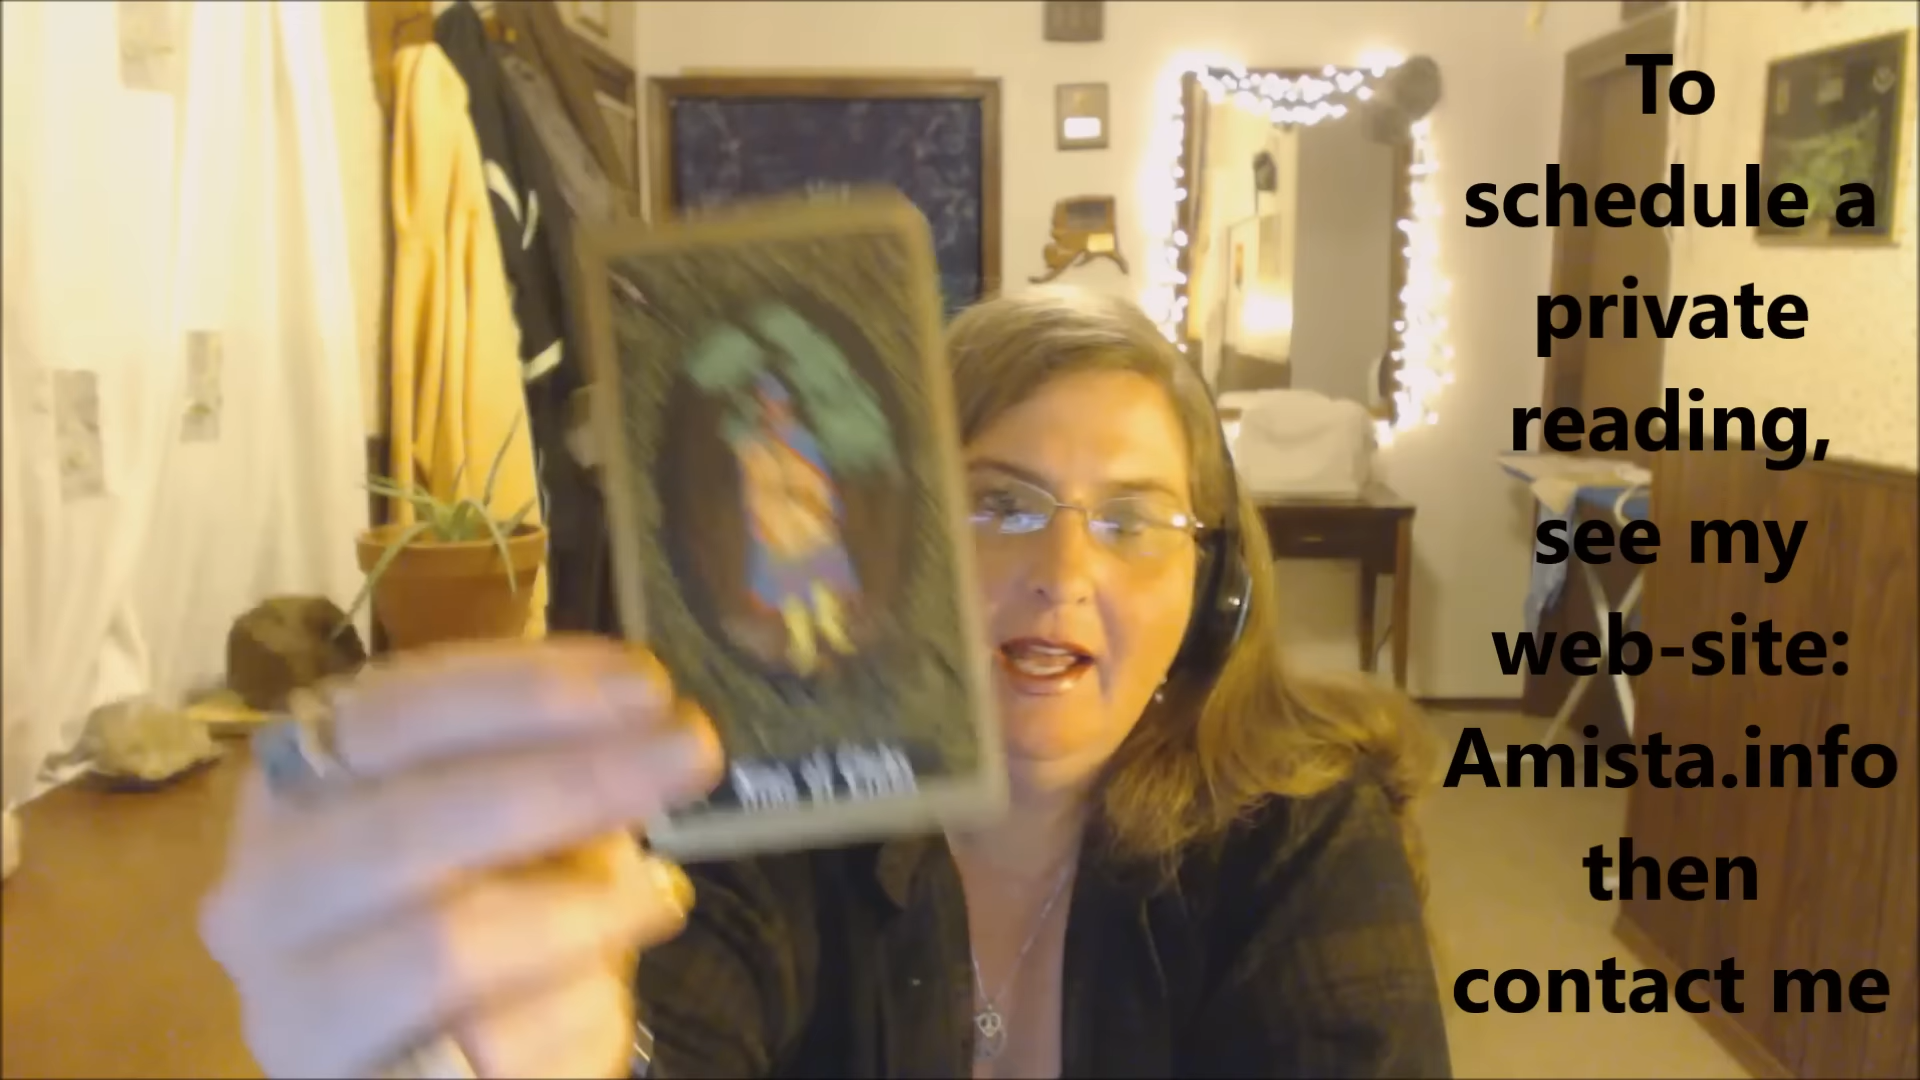 To
schedule a
private
reading,
see my
web-site:
Amista.info
then
contact me